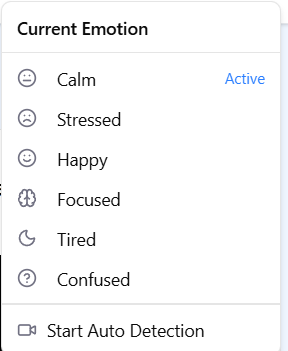 Current Emotion
Calm Active
Stressed
Happy
Focused
Tired
Confused
Start Auto Detection